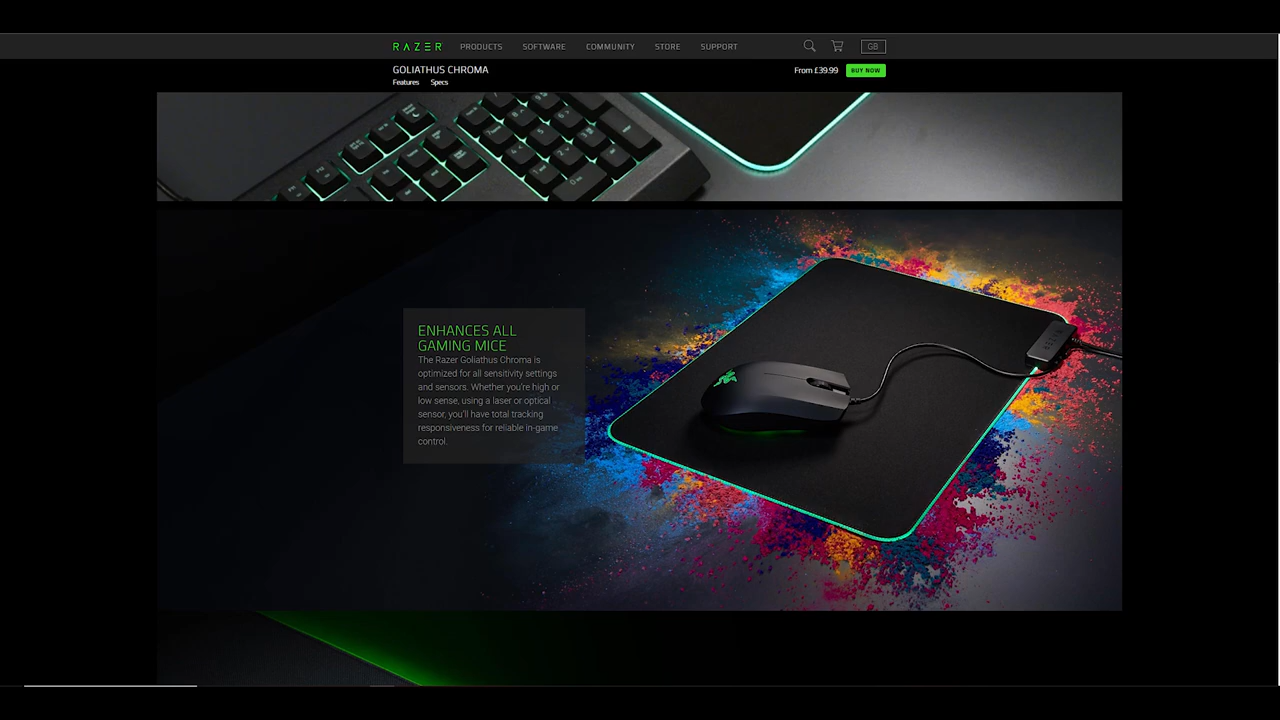 RAZER PRODUCTS SOFTWARE COMMUNITY STORE SUPPORT GB
GOLIATHUS CHROMA From £39.99 BUY NOW
Features Specs
ENHANCES ALL
GAMING MICE
The Razer Goliathus Chroma is
optimized for all sensitivity settings
and sensors. Whether you're high or
low sense, using a laser or optical
sensor, you'll have total tracking
responsiveness for reliable in-game
control.